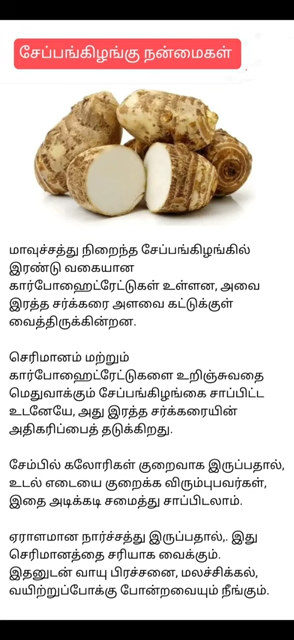 சேப்பங்கிழங்கு நன்மைகள்
மாவுச்சத்து நிறைந்த சேப்பங்கிழங்கில்
இரண்டு வகையான
கார்போஹைட்ரேட்டுகள் உள்ளன, அவை
இரத்த சர்க்கரை அளவை கட்டுக்குள்
வைத்திருக்கின்றன.
செரிமானம் மற்றும்
கார்போஹைட்ரேட்டுகளை உறிஞ்சுவதை
மெதுவாக்கும் சேப்பங்கிழங்கை சாப்பிட்ட
உடனேயே, அது இரத்த சர்க்கரையின்
அதிகரிப்பைத் தடுக்கிறது.
சேம்பில் கலோரிகள் குறைவாக இருப்பதால்,
உடல் எடையை குறைக்க விரும்புபவர்கள்,
இதை அடிக்கடி சமைத்து சாப்பிடலாம்.
ஏராளமான நார்ச்சத்து இருப்பதால்,. இது
செரிமானத்தை சரியாக வைக்கும்.
இதனுடன் வாயு பிரச்சனை, மலச்சிக்கல்,
வயிற்றுப்போக்கு போன்றவையும் நீங்கும்.